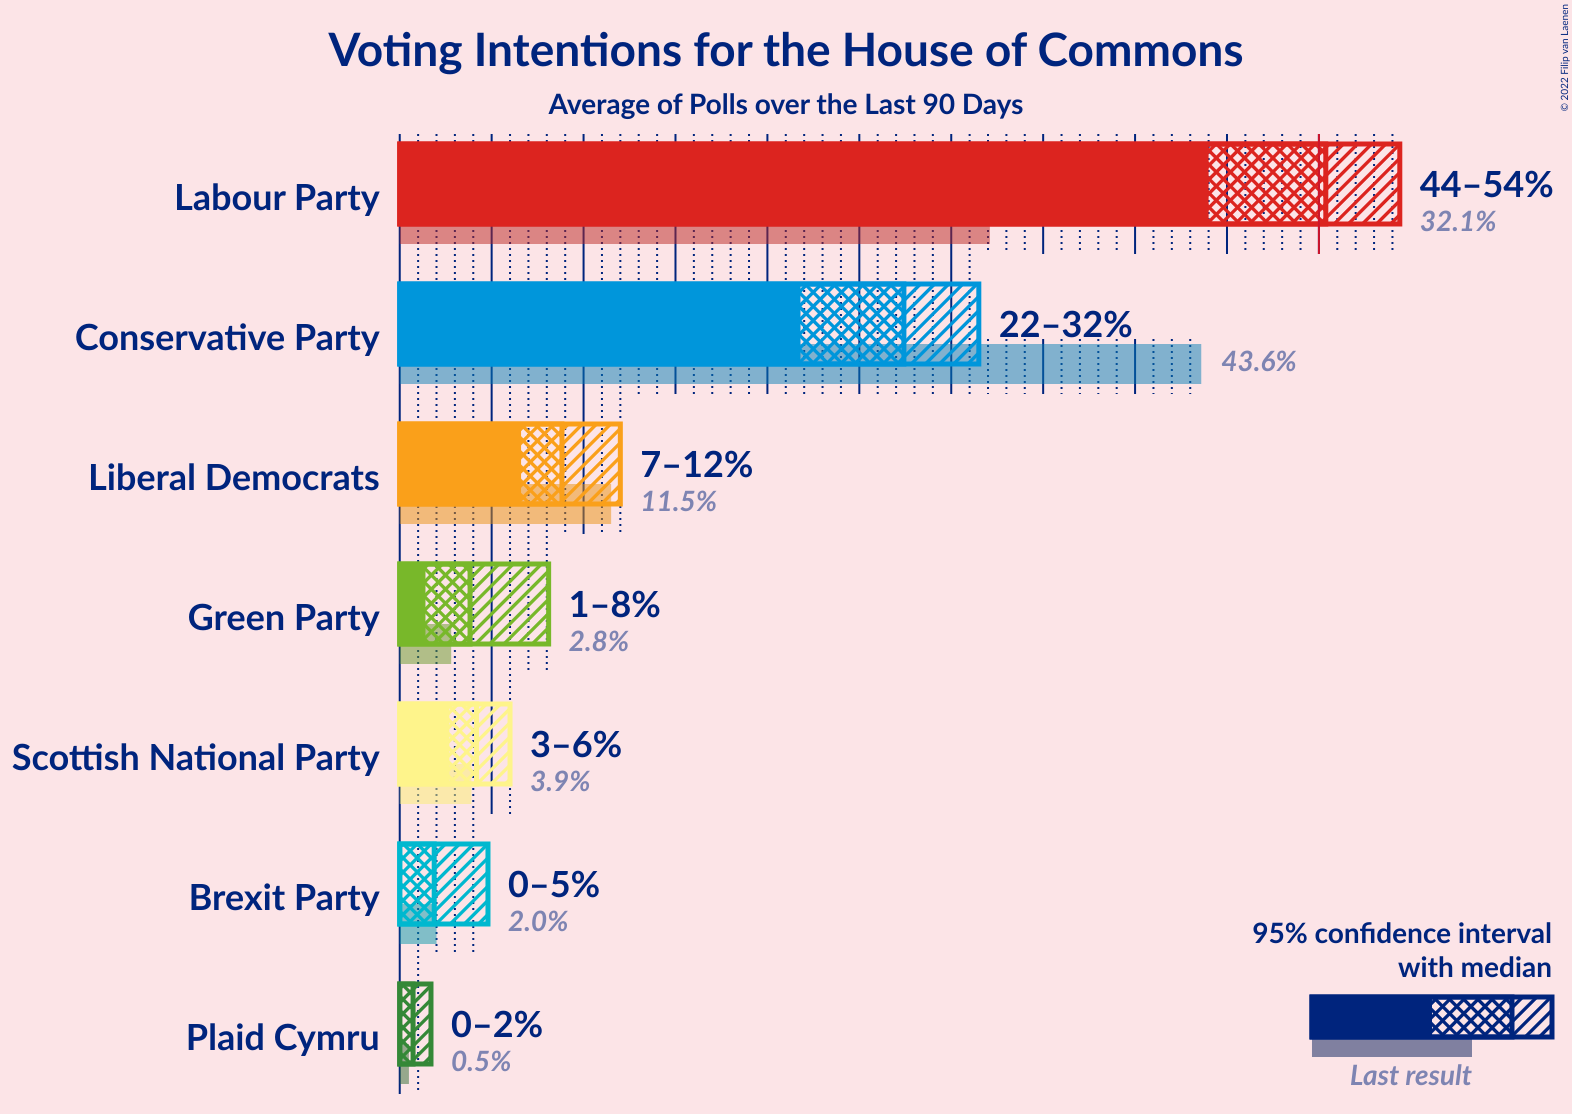 Voting Intentions for the House of Commons
Average of Polls over the Last 90 Days
© 2022 Filip van Laenen
Labour Party
44–54%
32.1%
Conservative Party
22–32%
43.6%
Liberal Democrats
7–12%
11.5%
Green Party
1–8%
2.8%
Scottish National Party
3–6%
3.9%
Brexit Party
0–5%
2.0%
Plaid Cymru
0–2%
0.5%
95% confidence interval
with median
Last result